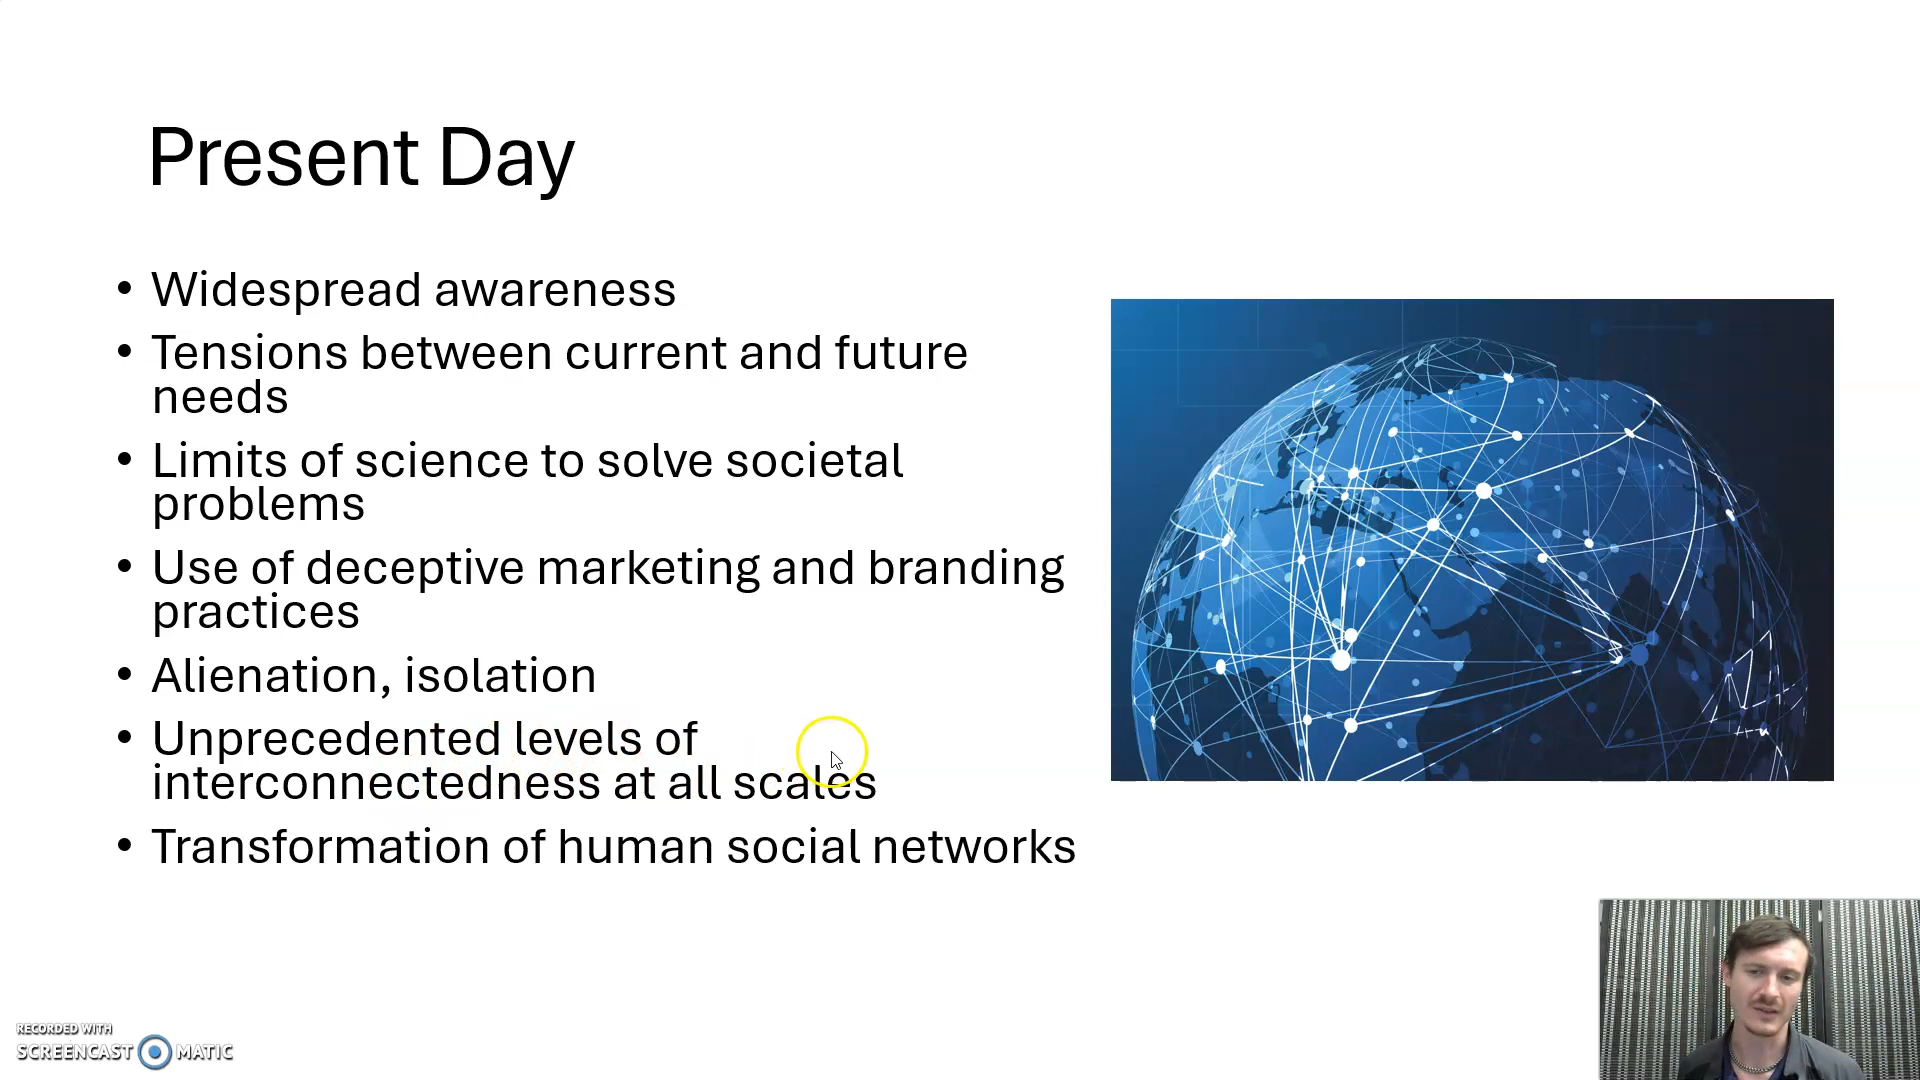 Present Day
• Widespread awareness
• Tensions between current and future
needs
• Limits of science to solve societal
problems
• Use of deceptive marketing and branding
practices
• Alienation, isolation
• Unprecedented levels of
interconnectedness at all scales
• Transformation of human social networks
RECORDED WITH
SCREENCAST MATIC